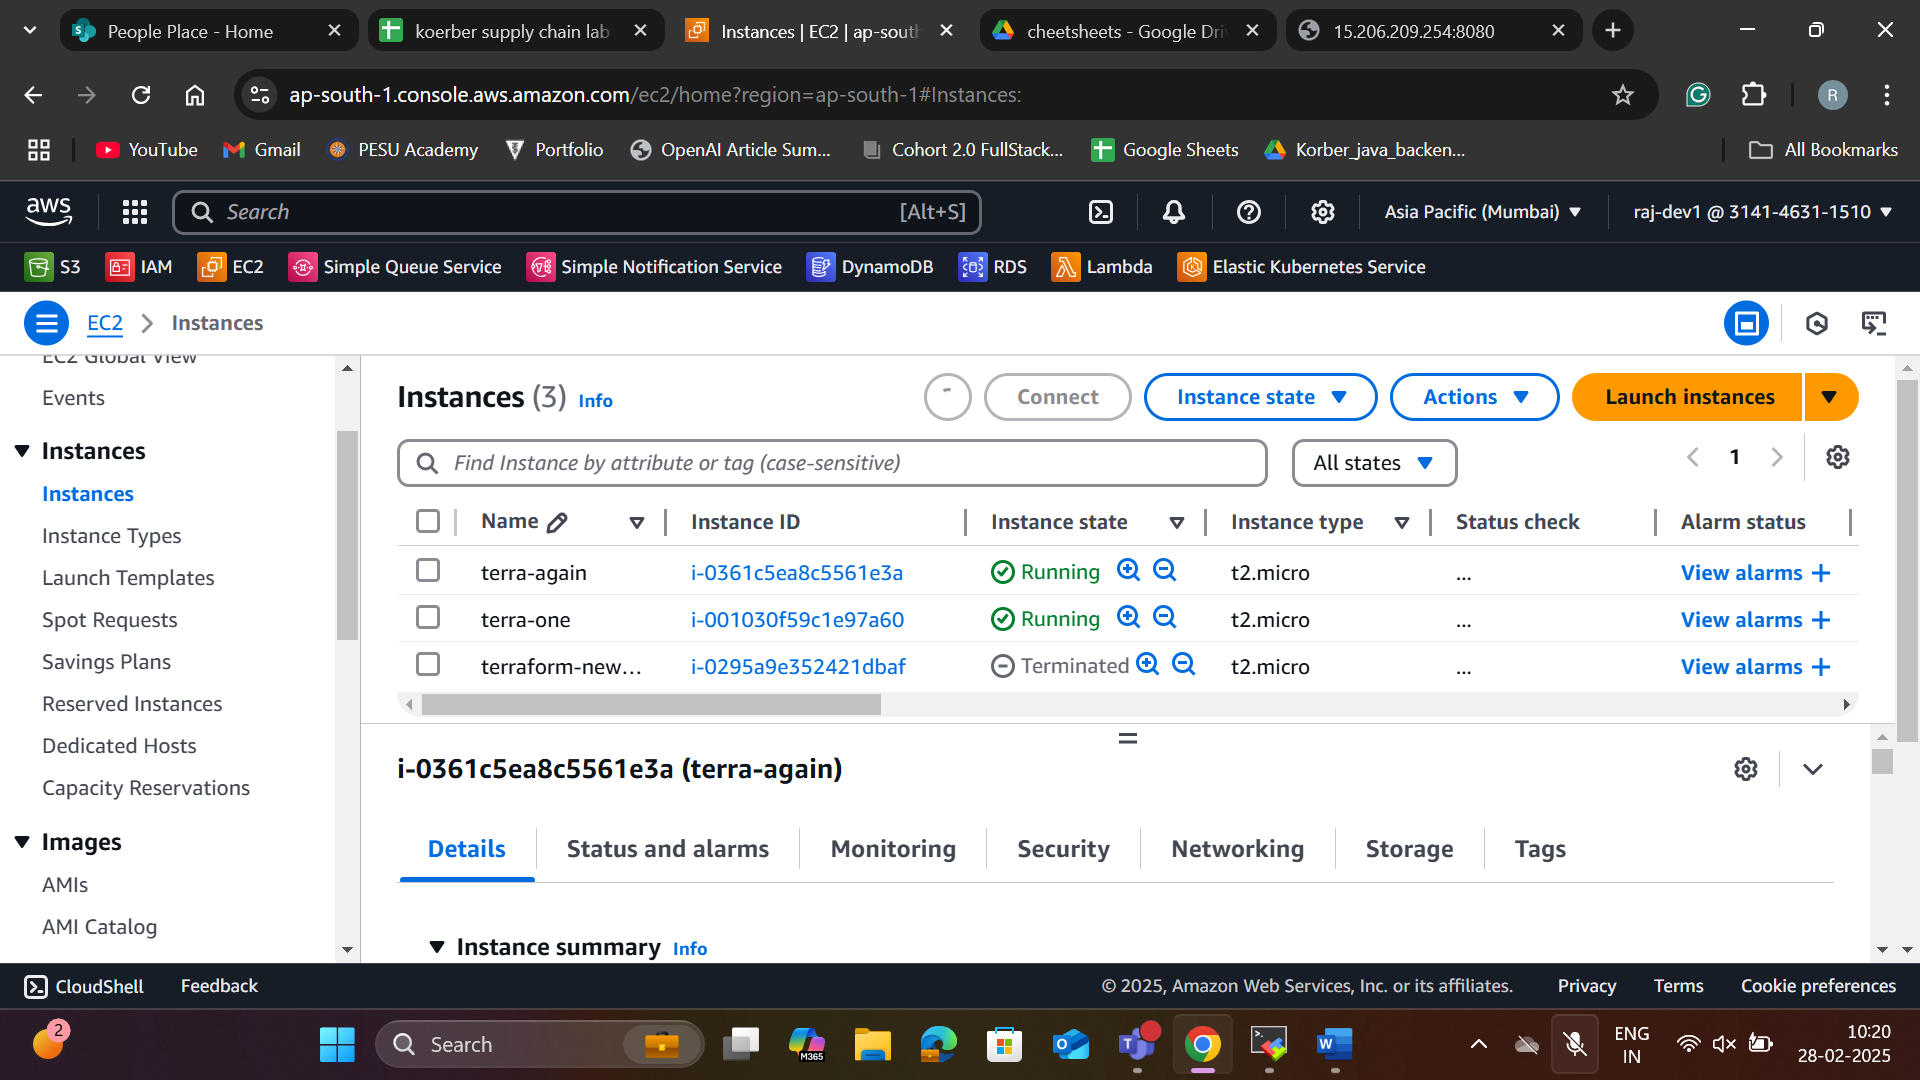 People Place - Home
koerber supply chain lab
Instances | EC2 | ap-south
cheetsheets - Google Dri
15.206.209.254:8080
ap-south-1.console.aws.amazon.com/ec2/home?region=ap-south-1#Instances:
R
YouTube
Gmail
PESU Academy
Portfolio
OpenAI Article Sum...
Cohort 2.0 FullStack...
Google Sheets
Korber_java_backen...
All Bookmarks
aws
Search
[Alt+S]
Asia Pacific (Mumbai)
raj-dev1 @ 3141-4631-1510
S3
IAM
EC2
Simple Queue Service
Simple Notification Service
DynamoDB
RDS
Lambda
Elastic Kubernetes Service
EC2
Instances
EC2 Global View
Events
Instances
Instances
Instance Types
Launch Templates
Spot Requests
Savings Plans
Reserved Instances
Dedicated Hosts
Capacity Reservations
Images
AMIs
AMI Catalog
Instances (3) Info
Connect
Instance state
Actions
Launch instances
Find Instance by attribute or tag (case-sensitive)
All states
1
Name Instance ID Instance state Instance type Status check Alarm status
terra-again i-0361c5ea8c5561e3a Running t2.micro ... View alarms +
terra-one i-001030f59c1e97a60 Running t2.micro ... View alarms +
terraform-new... i-0295a9e352421dbaf Terminated t2.micro ... View alarms +
i-0361c5ea8c5561e3a (terra-again)
Details
Status and alarms
Monitoring
Security
Networking
Storage
Tags
Instance summary Info
CloudShell
Feedback
© 2025, Amazon Web Services, Inc. or its affiliates.
Privacy
Terms
Cookie preferences
2
Search
M365
ENG
IN
10:20
28-02-2025